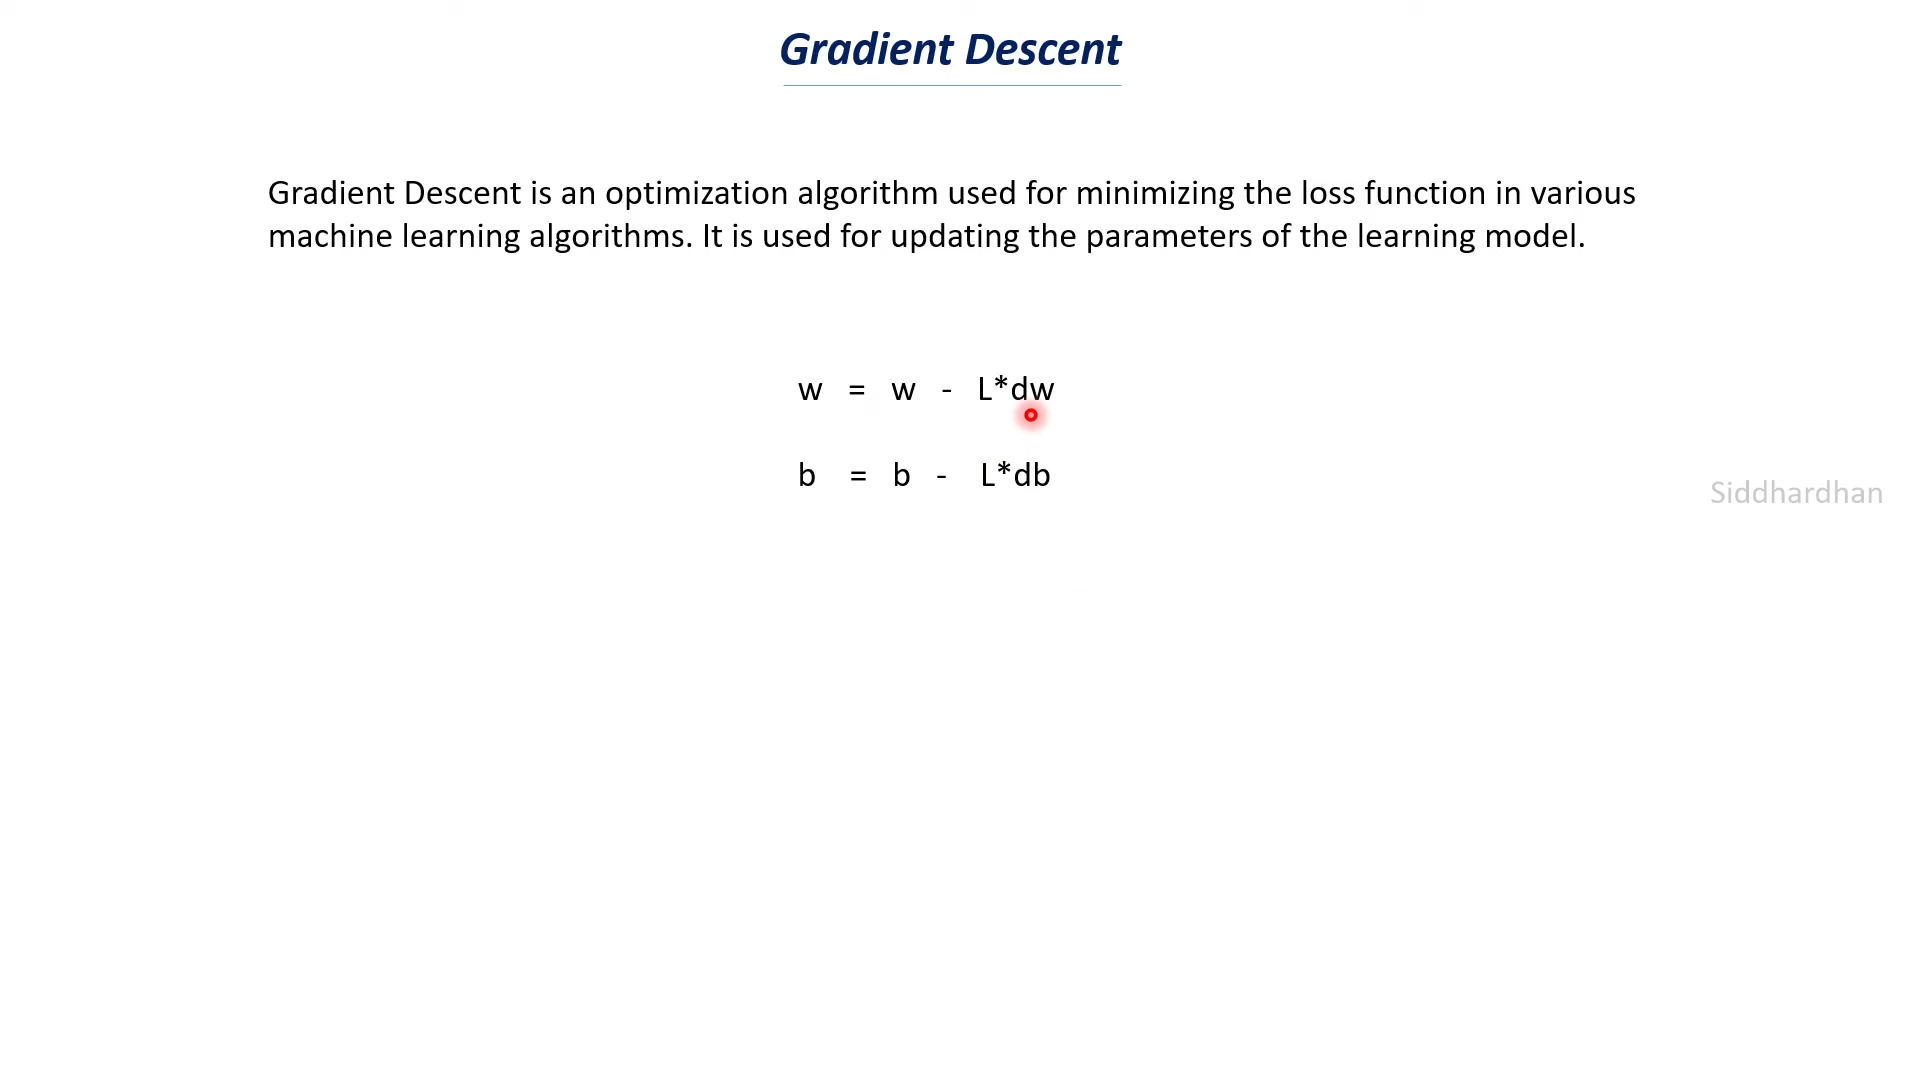 Gradient Descent
Gradient Descent is an optimization algorithm used for minimizing the loss function in various
machine learning algorithms. It is used for updating the parameters of the learning model.
w = w - L*dw
b = b - L*db
Siddhardhan